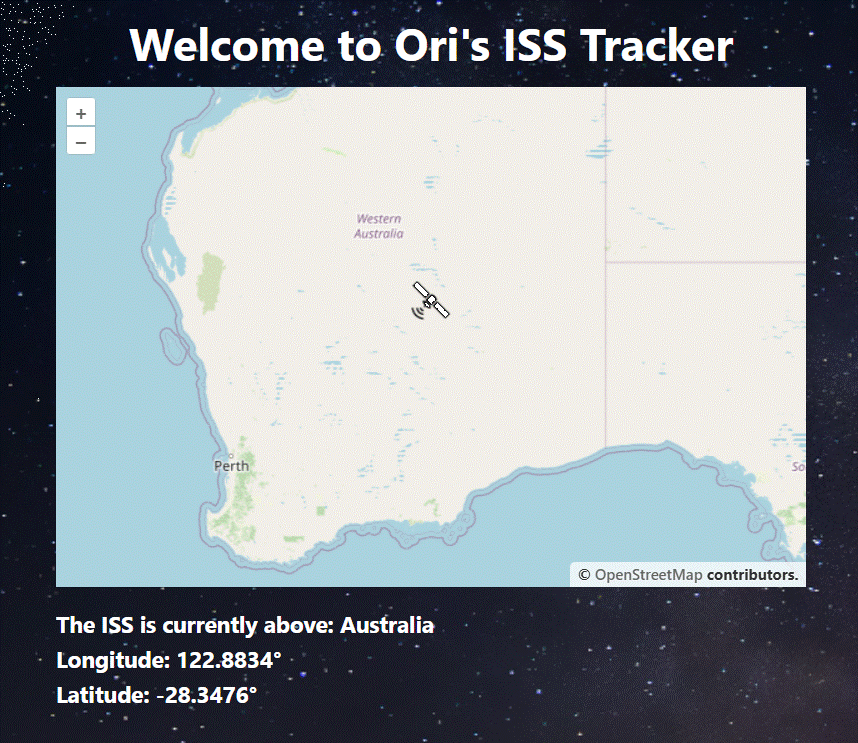 Welcome to Ori's ISS Tracker
+
−
Western
Australia
Perth
So
© OpenStreetMap contributors.
The ISS is currently above: Australia
Longitude: 122.8834°
Latitude: -28.3476°